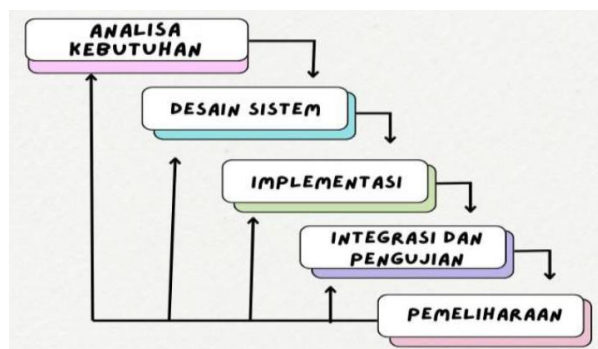 ANALISA
KEBUTUHAN
DESAIN SISTEM
IMPLEMENTASI
INTEGRASI DAN
PENGUJIAN
PEMELIHARAAN